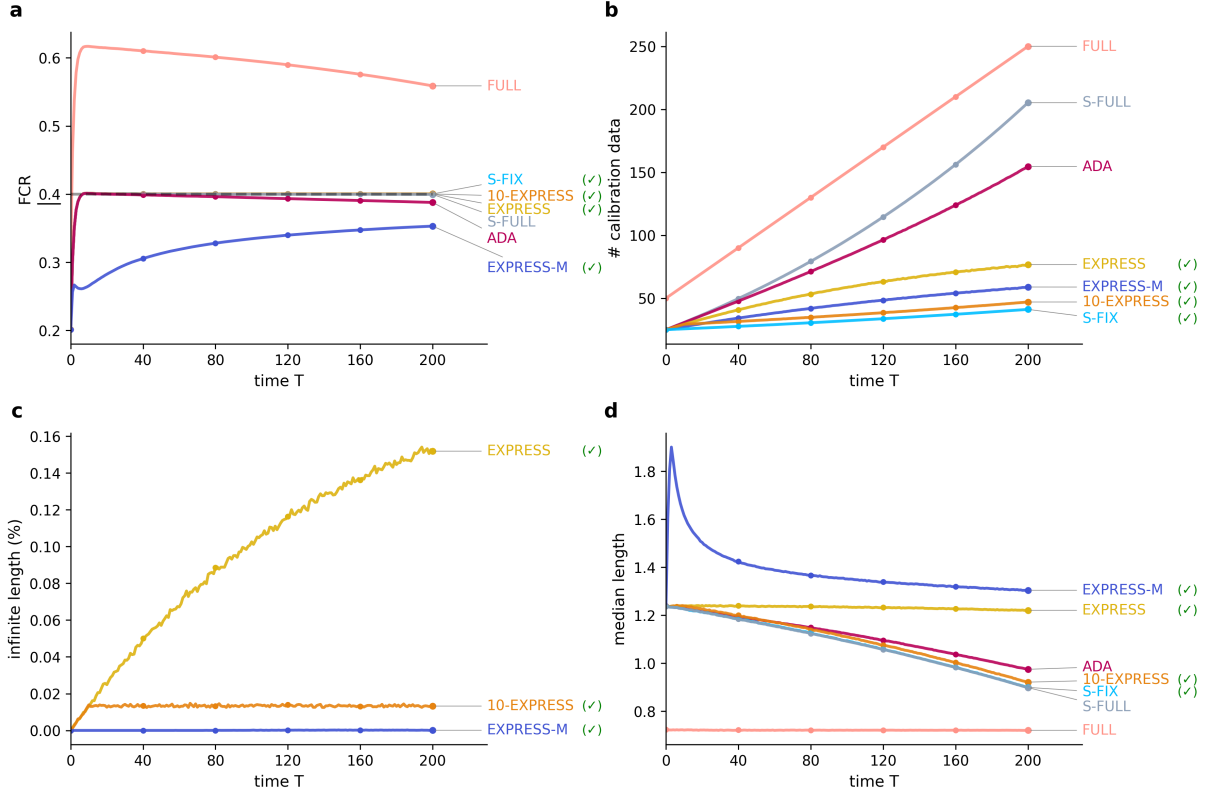 a
FCR
0.6
0.5
0.4
0.3
0.2
0
40
80
120
160
200
time T
FULL
S-FIX (✓)
10-EXPRESS (✓)
EXPRESS (✓)
S-FULL
ADA
EXPRESS-M (✓)
b
# calibration data
250
200
150
100
50
0
40
80
120
160
200
time T
FULL
S-FULL
ADA
EXPRESS (✓)
EXPRESS-M (✓)
10-EXPRESS (✓)
S-FIX (✓)
c
infinite length (%)
0.16
0.14
0.12
0.10
0.08
0.06
0.04
0.02
0.00
0
40
80
120
160
200
time T
EXPRESS (✓)
10-EXPRESS (✓)
EXPRESS-M (✓)
d
median length
1.8
1.6
1.4
1.2
1.0
0.8
0
40
80
120
160
200
time T
EXPRESS-M (✓)
EXPRESS (✓)
ADA
10-EXPRESS (✓)
S-FIX (✓)
S-FULL
FULL